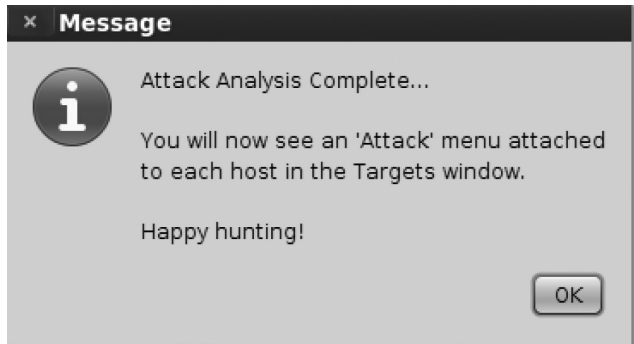 Message
Attack Analysis Complete...
You will now see an 'Attack' menu attached
to each host in the Targets window.
Happy hunting!
OK